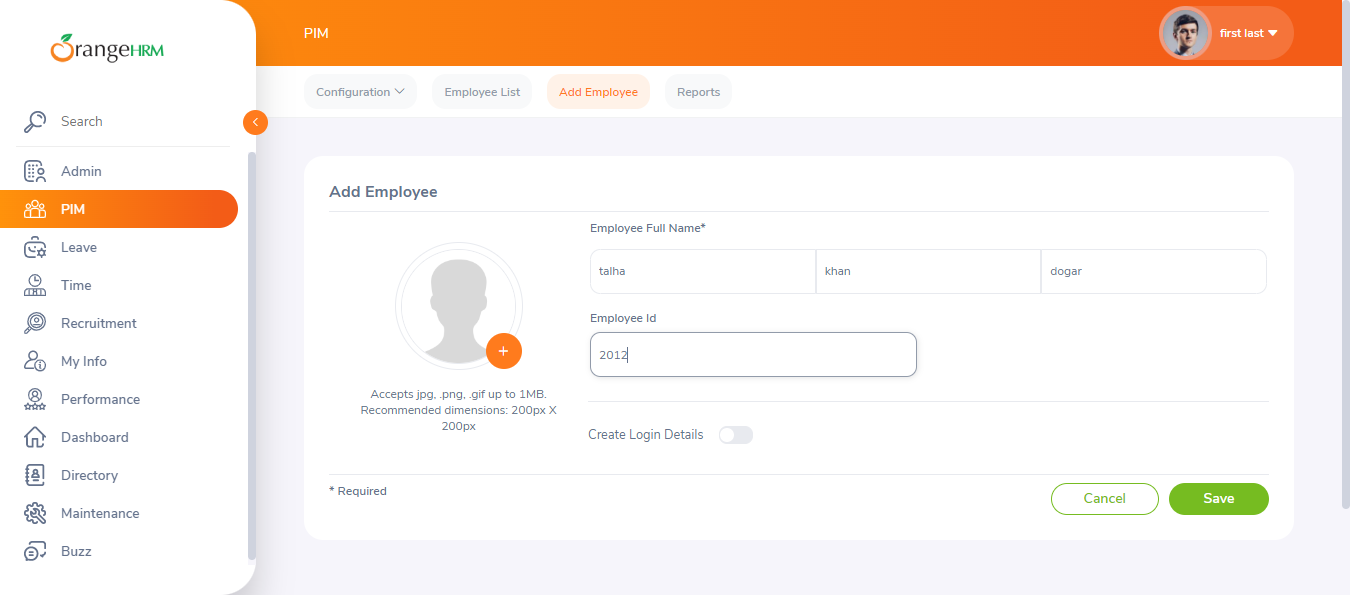 OrangeHRM
PIM
first last
Search
Configuration
Employee List
Add Employee
Reports
Admin
PIM
Leave
Time
Recruitment
My Info
Performance
Dashboard
Directory
Maintenance
Buzz
Add Employee
Employee Full Name*
talha
khan
dogar
Employee Id
2012
Accepts jpg, .png, .gif up to 1MB.
Recommended dimensions: 200px X
200px
Create Login Details
* Required
Cancel
Save